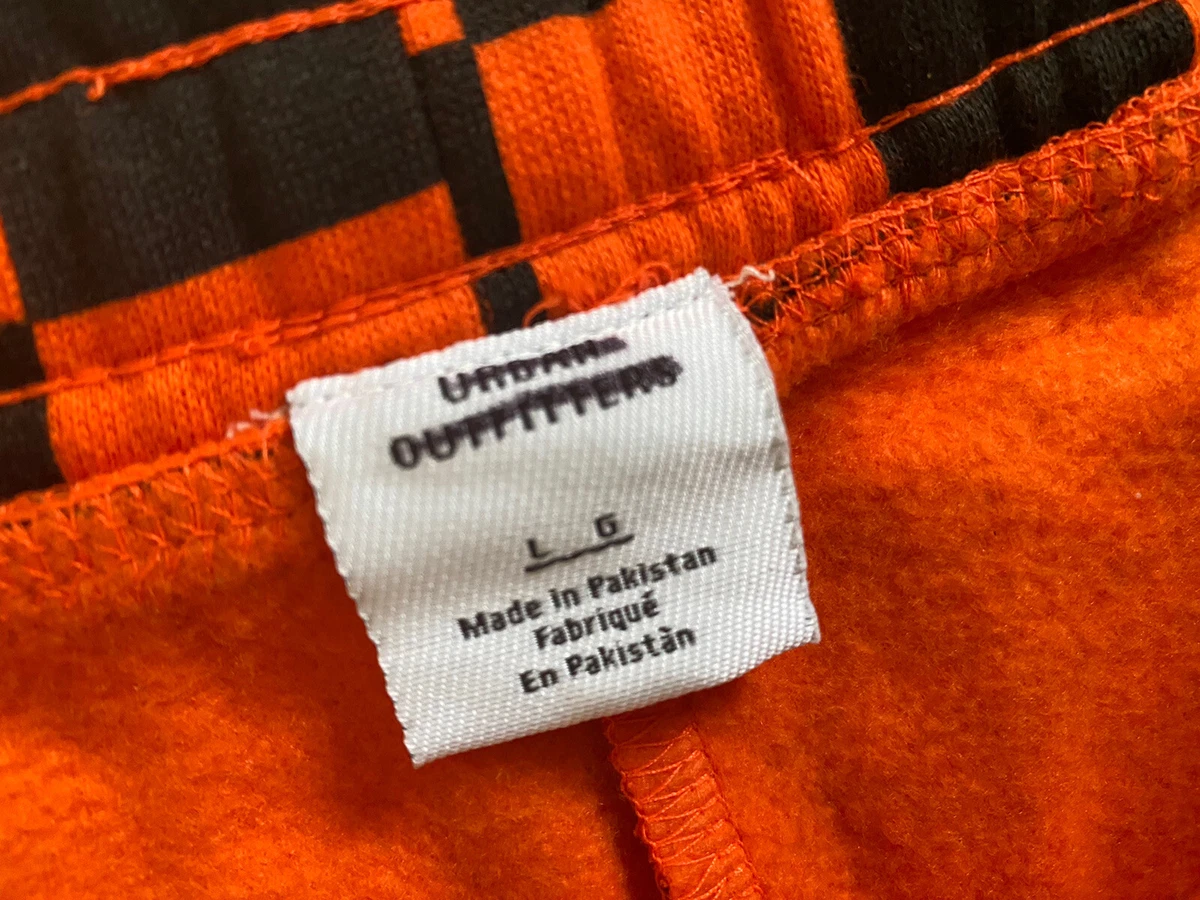 URBAN
OUTFITTERS
L G
Made in Pakistan
Fabriqué
En Pakistàn